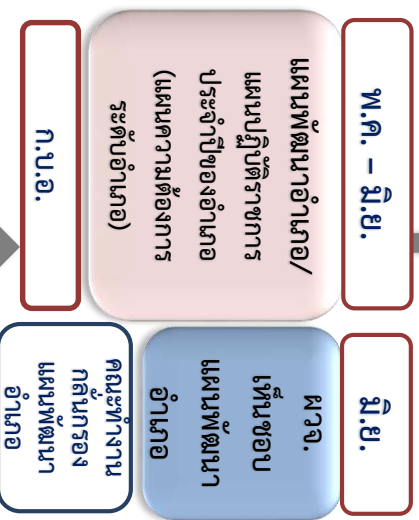 พ.ค. – มิ.ย.
แผนพัฒนาอำเภอ/
แผนปฏิบัติราชการ
ประจำปีของอำเภอ
(แผนความต้องการ
ระดับอำเภอ)
ก.บ.อ.
มิ.ย.
ผวจ.
เห็นชอบ
แผนพัฒนา
อำเภอ
คณะทำงาน
กลั่นกรอง
แผนพัฒนา
อำเภอ